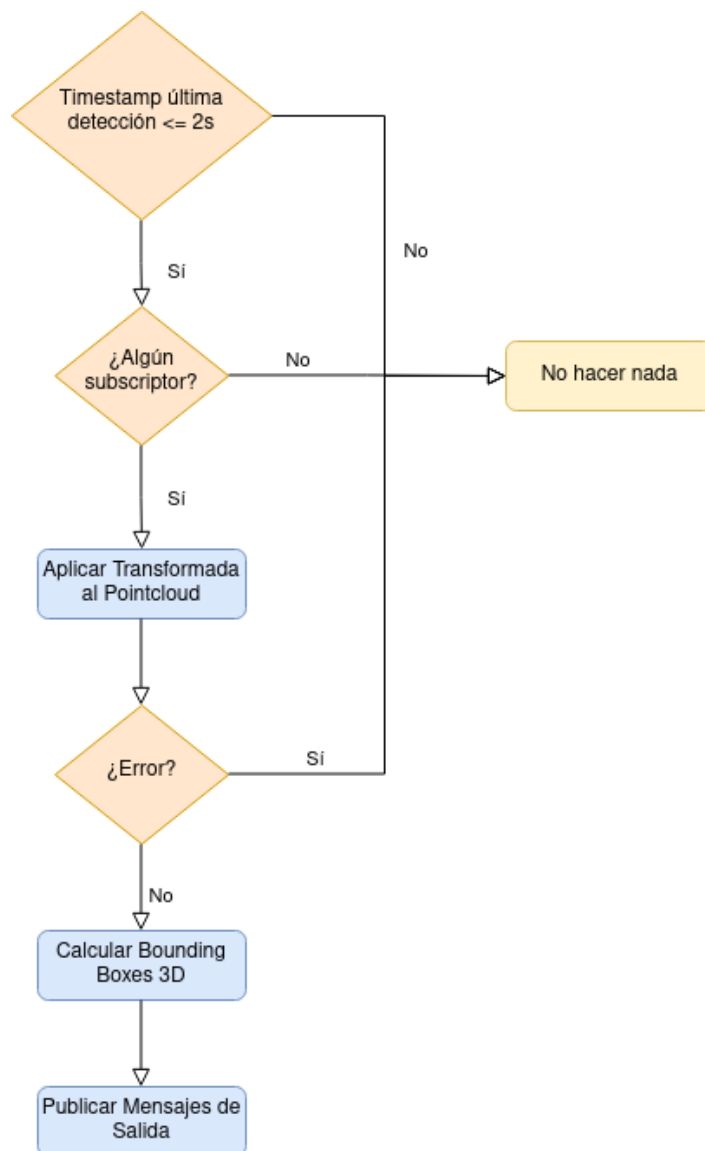 Timestamp última
detección <= 2s
No
Sí
¿Algún
subscriptor?
No
No hacer nada
Sí
Aplicar Transformada
al Pointcloud
¿Error?
Sí
No
Calcular Bounding
Boxes 3D
Publicar Mensajes de
Salida